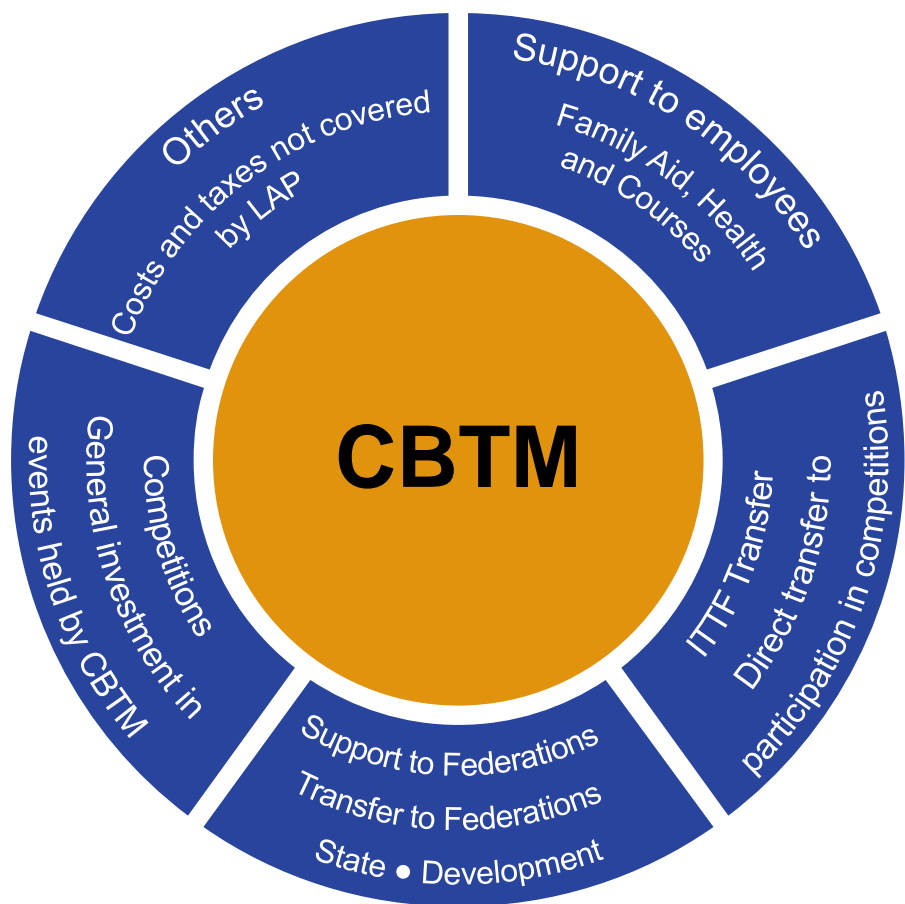 Support to employees
Family Aid, Health
and Courses
ITTF Transfer
Direct transfer to
participation in competitions
Support to Federations
Transfer to Federations
State ● Development
Competitions
General investment in
events held by CBTM
Others
Costs and taxes not covered
by LAP
CBTM